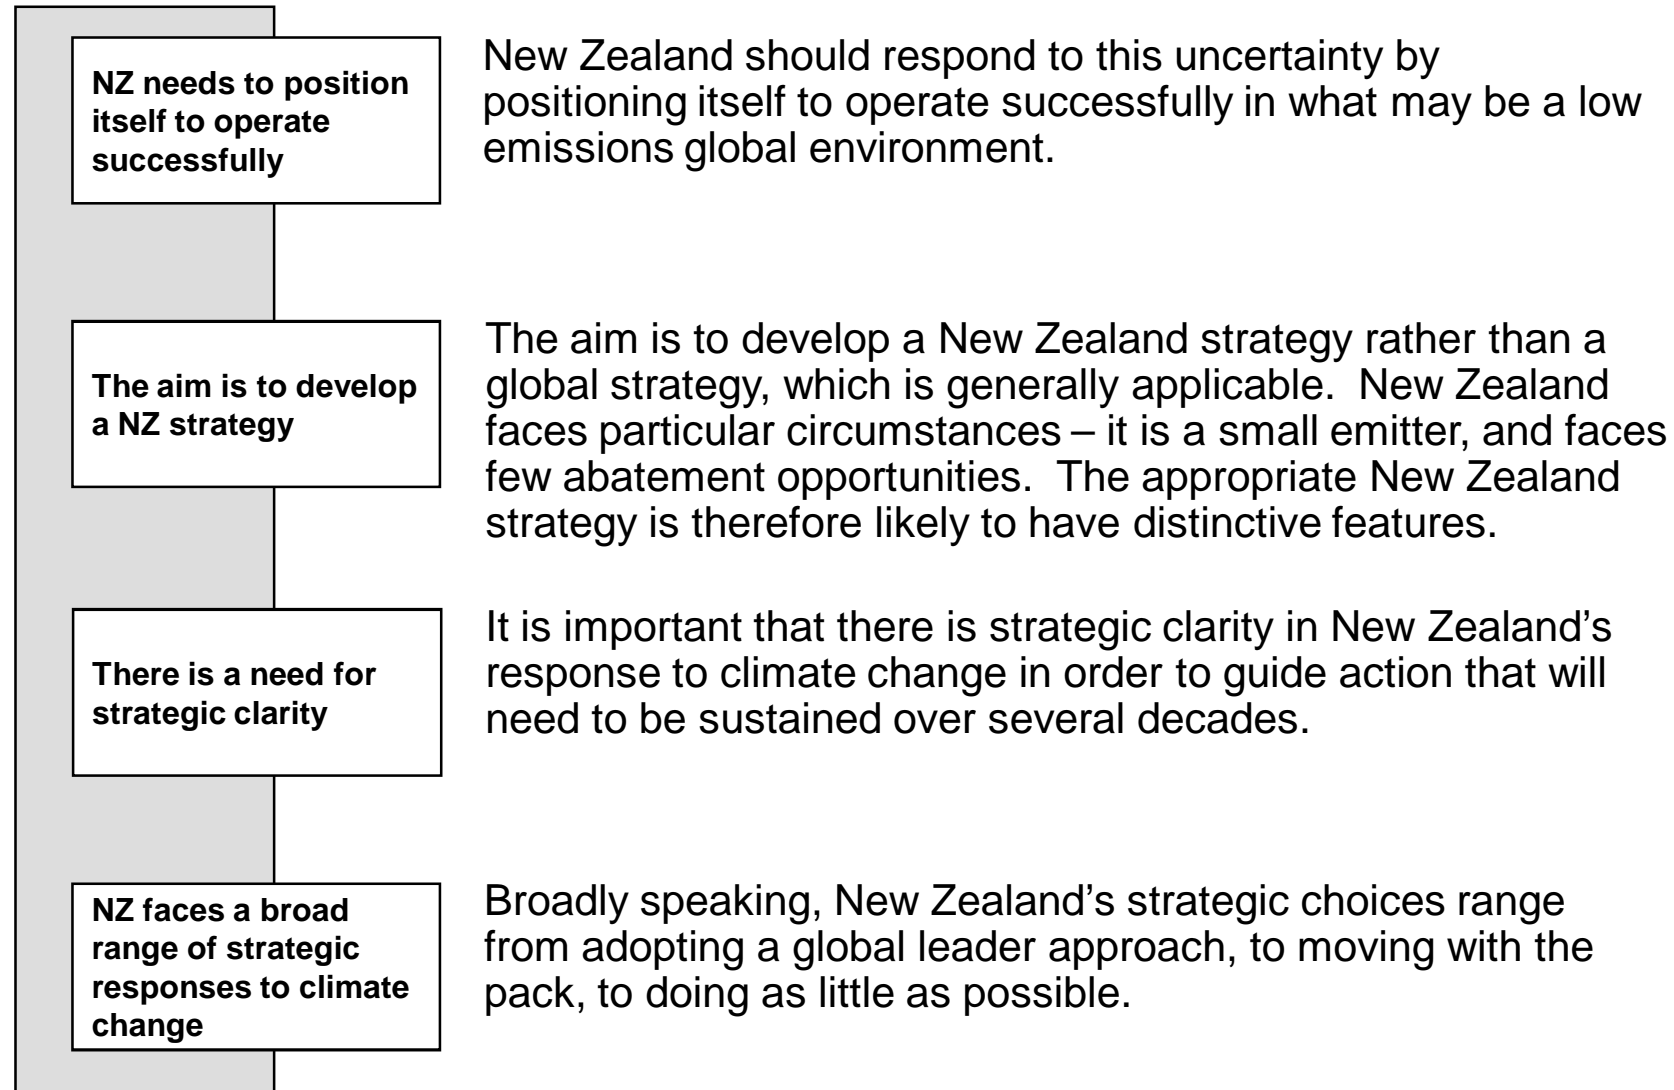 NZ needs to position
itself to operate
successfully
New Zealand should respond to this uncertainty by
positioning itself to operate successfully in what may be a low
emissions global environment.
The aim is to develop
a NZ strategy
The aim is to develop a New Zealand strategy rather than a
global strategy, which is generally applicable.  New Zealand
faces particular circumstances – it is a small emitter, and faces
few abatement opportunities.  The appropriate New Zealand
strategy is therefore likely to have distinctive features.
There is a need for
strategic clarity
It is important that there is strategic clarity in New Zealand’s
response to climate change in order to guide action that will
need to be sustained over several decades.
NZ faces a broad
range of strategic
responses to climate
change
Broadly speaking, New Zealand’s strategic choices range
from adopting a global leader approach, to moving with the
pack, to doing as little as possible.